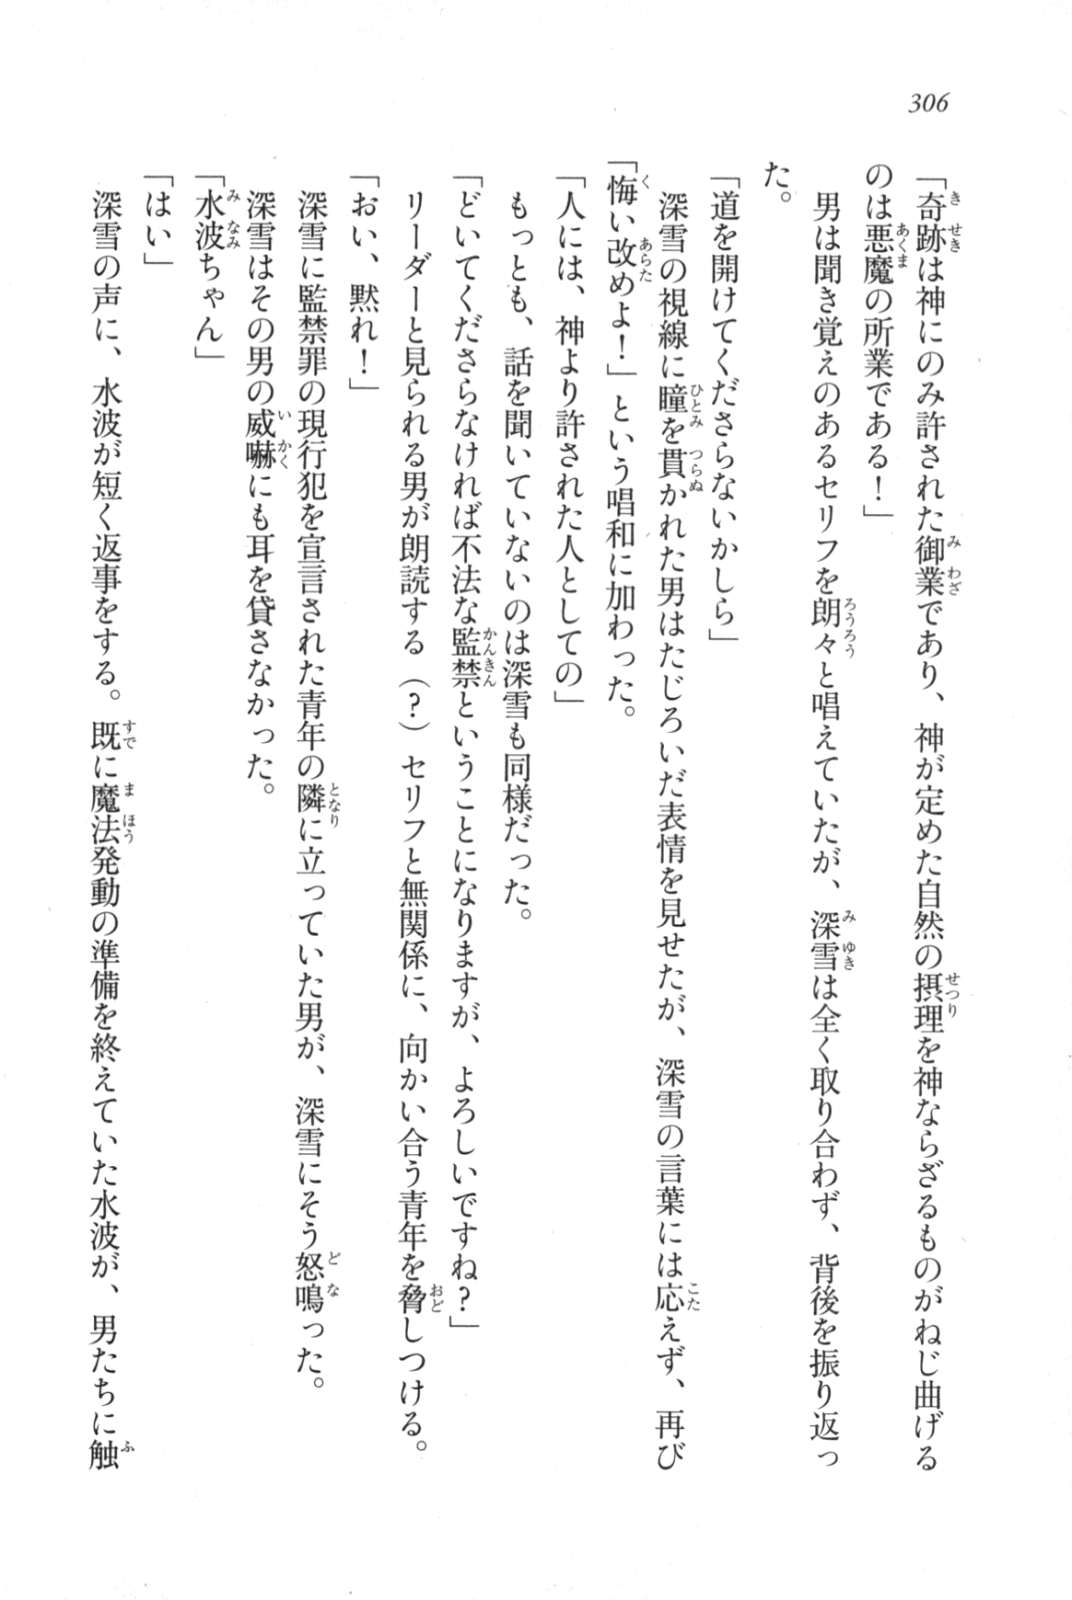 306
「奇跡は神にのみ許された御業であり、神が定めた自然の摂理を神ならざるものがねじ曲げる
のは悪魔の所業である！」
男は聞き覚えのあるセリフを朗々と唱えていたが、深雪は全く取り合わず、背後を振り返っ
た。
「道を開けてくださらないかしら」
深雪の視線に瞳を貫かれた男はたじろいだ表情を見せたが、深雪の言葉には応えず、再び
「悔い改めよ！」という唱和に加わった。
「人には、神より許された人としての」
もっとも、話を聞いていないのは深雪も同様だった。
「どいてくださらなければ不法な監禁ということになりますが、よろしいですね？」
リーダーと見られる男が朗読する（？）セリフと無関係に、向かい合う青年を脅しつける。
「おい、黙れ！」
深雪に監禁罪の現行犯を宣言された青年の隣に立っていた男が、深雪にそう怒鳴った。
深雪はその男の威嚇にも耳を貸さなかった。
「水波ちゃん」
「はい」
深雪の声に、水波が短く返事をする。既に魔法発動の準備を終えていた水波が、男たちに触